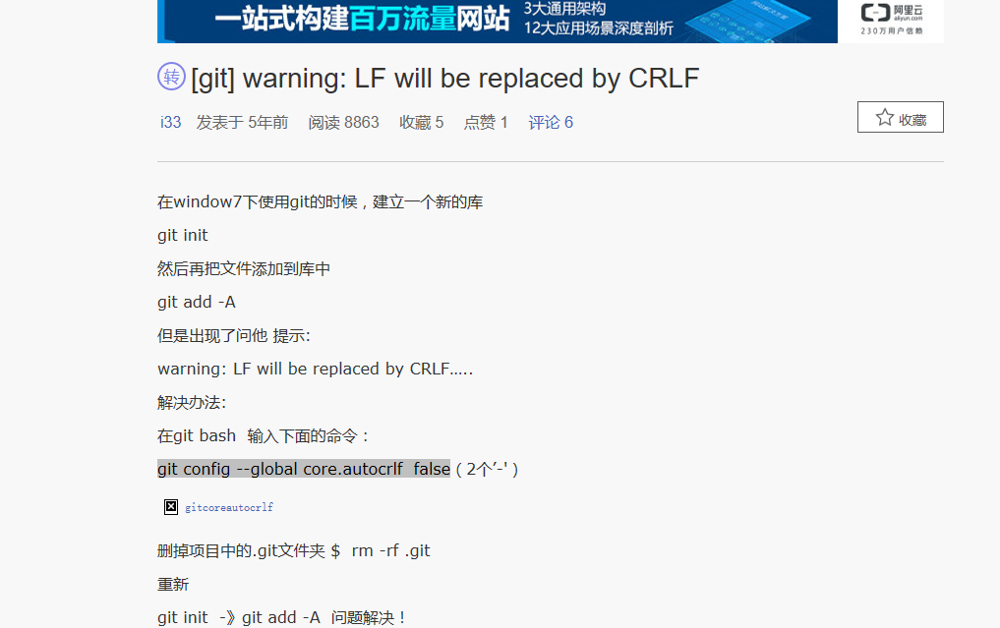 一站式构建百万流量网站
3大通用架构
12大应用场景深度剖析
阿里云
aliyun.com
230万用户信赖
转 [git] warning: LF will be replaced by CRLF
i33 发表于 5年前 阅读 8863 收藏 5 点赞 1 评论 6
收藏
在window7下使用git的时候，建立一个新的库
git init
然后再把文件添加到库中
git add -A
但是出现了问他 提示:
warning: LF will be replaced by CRLF.....
解决办法:
在git bash 输入下面的命令：
git config --global core.autocrlf false（2个’-'）
gitcoreautocrlf
删掉项目中的.git文件夹 $ rm -rf .git
重新
git init -》git add -A 问题解决！